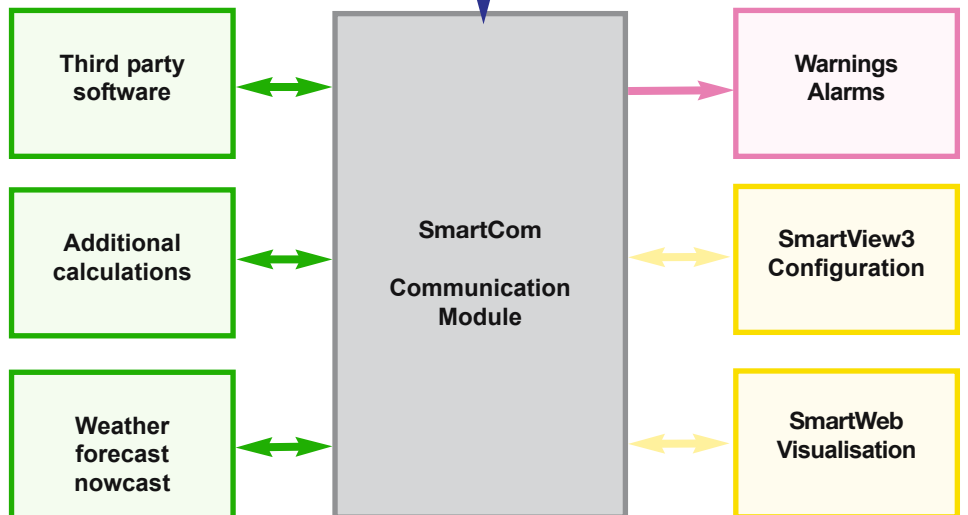 Third party
software
Warnings
Alarms
Additional
calculations
SmartCom
Communication
Module
SmartView3
Configuration
Weather
forecast
nowcast
SmartWeb
Visualisation